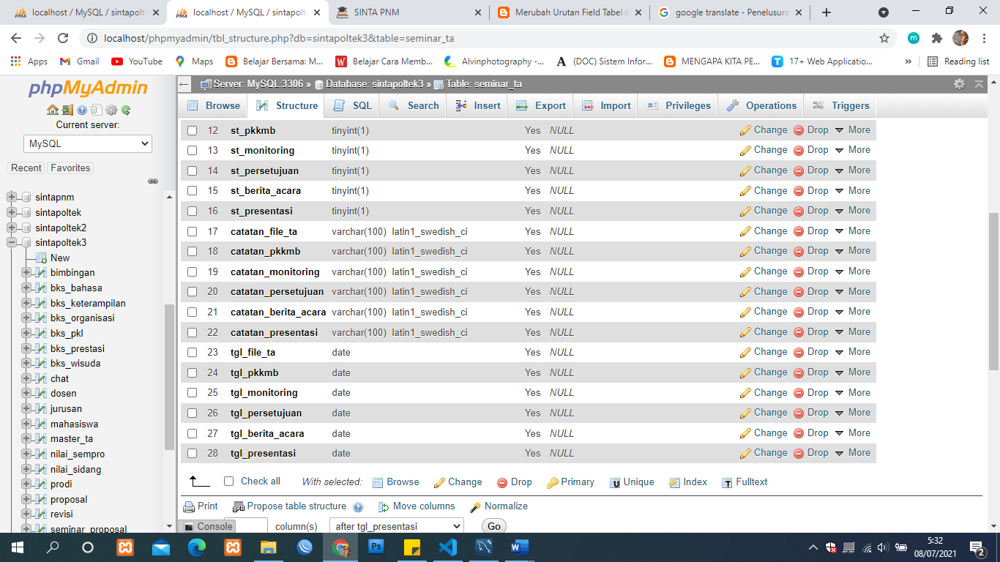 localhost / MySQL / sintapolt
localhost / MySQL / sintapolt
SINTA PNM
Merubah Urutan Field Tabel d
google translate - Penelusura
localhost/phpmyadmin/tbl_structure.php?db=sintapoltek3&table=seminar_ta
m
Apps
Gmail
YouTube
Maps
Belajar Bersama: M...
Belajar Cara Memb...
Alvinphotography -...
(DOC) Sistem Infor...
MENGAPA KITA PE...
17+ Web Applicatio...
»
Reading list
phpMyAdmin
Current server:
MySQL
Recent
Favorites
sintapnm
sintapoltek
sintapoltek2
sintapoltek3
New
bimbingan
bks_bahasa
bks_keterampilan
bks_organisasi
bks_pkl
bks_prestasi
bks_wisuda
chat
dosen
jurusan
mahasiswa
master_ta
nilai_sempro
nilai_sidang
prodi
proposal
revisi
seminar_proposal
Server: MySQL:3306 » Database: sintapoltek3 » Table: seminar_ta
Browse Structure SQL Search Insert Export Import Privileges Operations Triggers
12 st_pkkmb tinyint(1) Yes NULL Change Drop More
13 st_monitoring tinyint(1) Yes NULL Change Drop More
14 st_persetujuan tinyint(1) Yes NULL Change Drop More
15 st_berita_acara tinyint(1) Yes NULL Change Drop More
16 st_presentasi tinyint(1) Yes NULL Change Drop More
17 catatan_file_ta varchar(100) latin1_swedish_ci Yes NULL Change Drop More
18 catatan_pkkmb varchar(100) latin1_swedish_ci Yes NULL Change Drop More
19 catatan_monitoring varchar(100) latin1_swedish_ci Yes NULL Change Drop More
20 catatan_persetujuan varchar(100) latin1_swedish_ci Yes NULL Change Drop More
21 catatan_berita_acara varchar(100) latin1_swedish_ci Yes NULL Change Drop More
22 catatan_presentasi varchar(100) latin1_swedish_ci Yes NULL Change Drop More
23 tgl_file_ta date Yes NULL Change Drop More
24 tgl_pkkmb date Yes NULL Change Drop More
25 tgl_monitoring date Yes NULL Change Drop More
26 tgl_persetujuan date Yes NULL Change Drop More
27 tgl_berita_acara date Yes NULL Change Drop More
28 tgl_presentasi date Yes NULL Change Drop More
Check all With selected: Browse Change Drop Primary Unique Index Fulltext
Print Propose table structure Move columns Normalize
Console column(s) after tgl_presentasi Go
5:32
08/07/2021
2